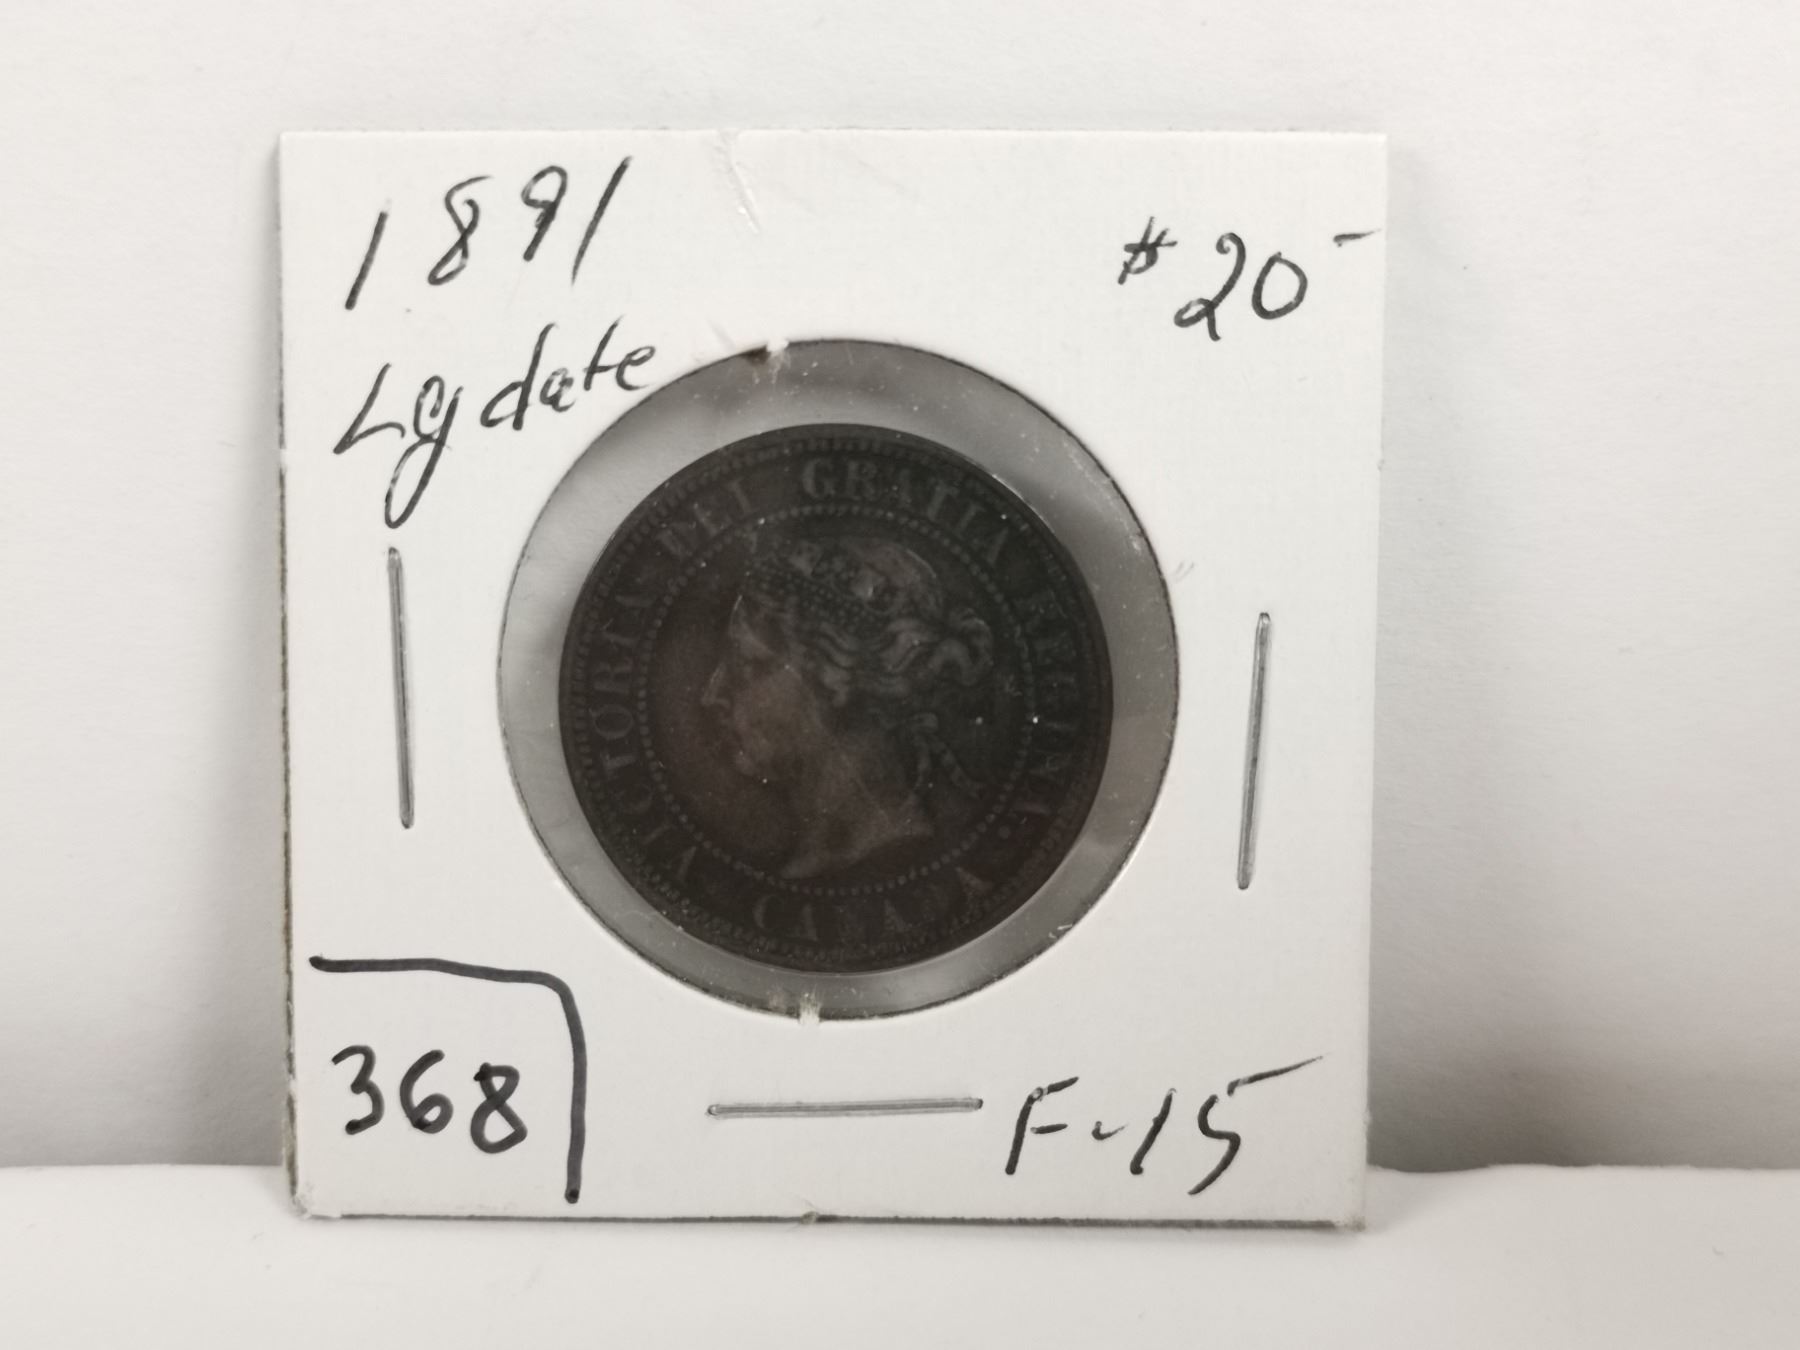 1891
$20-
Lg date
VICTORIA DEI GRATIA REGINA.
CANADA
368
F-15